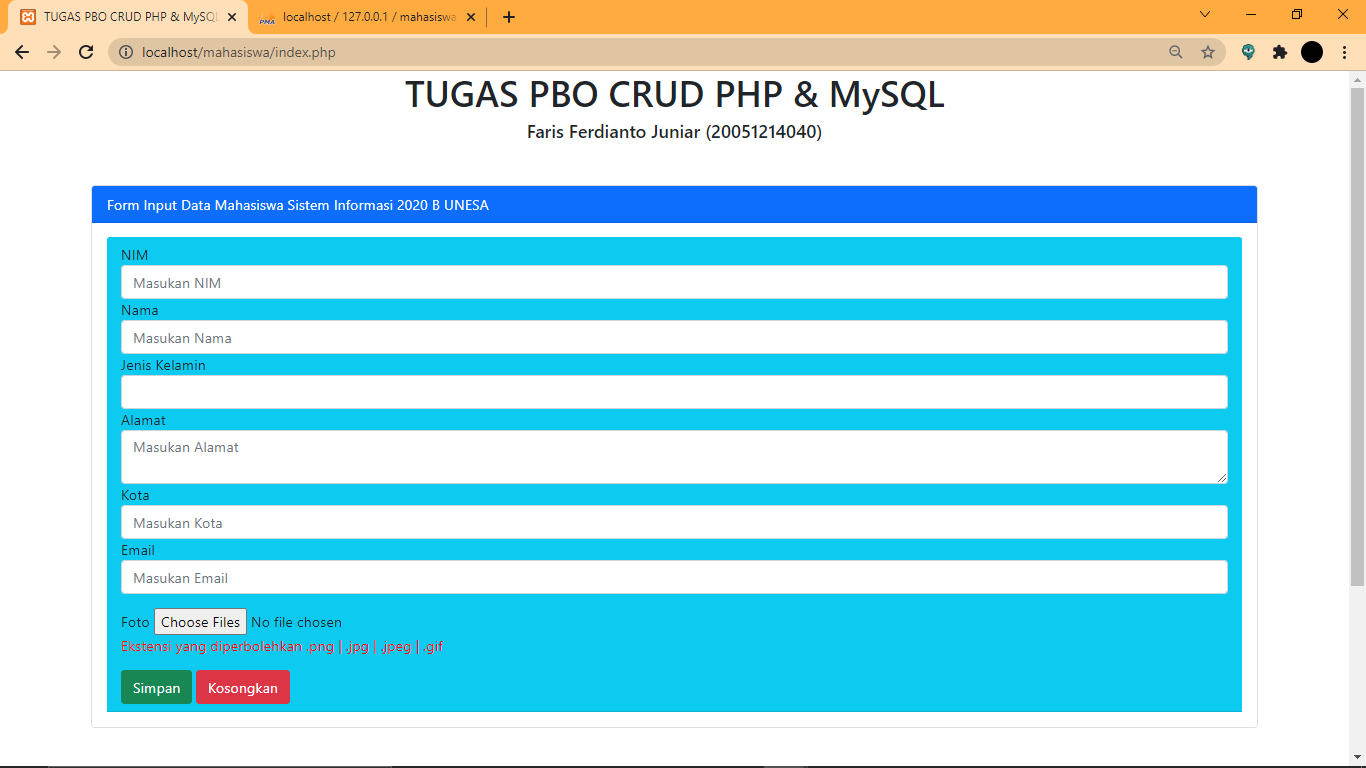 TUGAS PBO CRUD PHP & MySQL
localhost / 127.0.0.1 / mahasiswa
localhost/mahasiswa/index.php
TUGAS PBO CRUD PHP & MySQL
Faris Ferdianto Juniar (20051214040)
Form Input Data Mahasiswa Sistem Informasi 2020 B UNESA
NIM
Masukan NIM
Nama
Masukan Nama
Jenis Kelamin
Alamat
Masukan Alamat
Kota
Masukan Kota
Email
Masukan Email
Foto Choose Files No file chosen
Ekstensi yang diperbolehkan .png | .jpg | .jpeg | .gif
Simpan Kosongkan